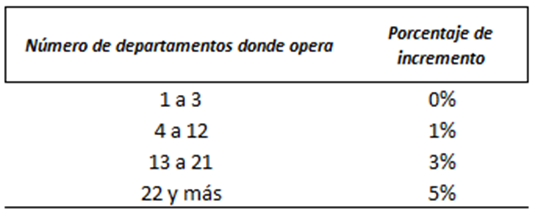 Número de departamentos donde opera Porcentaje de incremento
1 a 3 0%
4 a 12 1%
13 a 21 3%
22 y más 5%